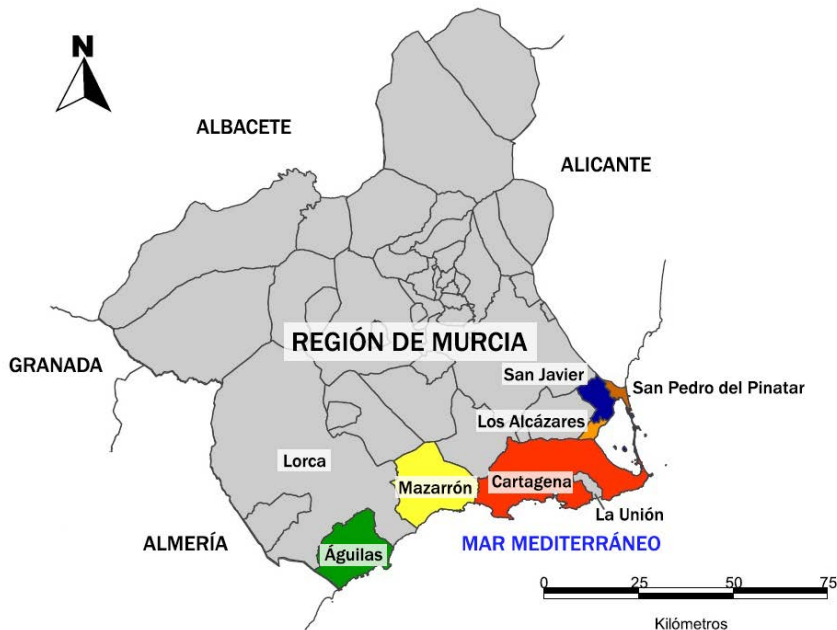 N
ALBACETE
ALICANTE
REGIÓN DE MURCIA
GRANADA
San Javier
San Pedro del Pinatar
Los Alcázares
Lorca
Mazarrón
Cartagena
La Unión
ALMERÍA
Águilas
MAR MEDITERRÁNEO
0 25 50 75
Kilómetros